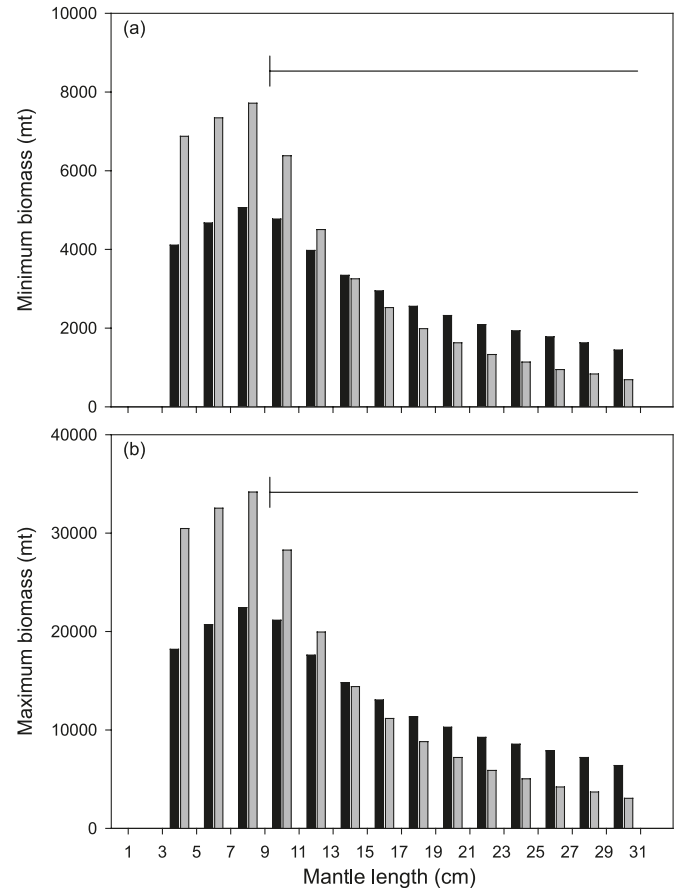 (a)
10000
8000
6000
4000
2000
0
Minimum biomass (mt)
(b)
40000
30000
20000
10000
0
Maximum biomass (mt)
1 3 5 7 9 11 13 15 17 19 21 23 25 27 29 31
Mantle length (cm)